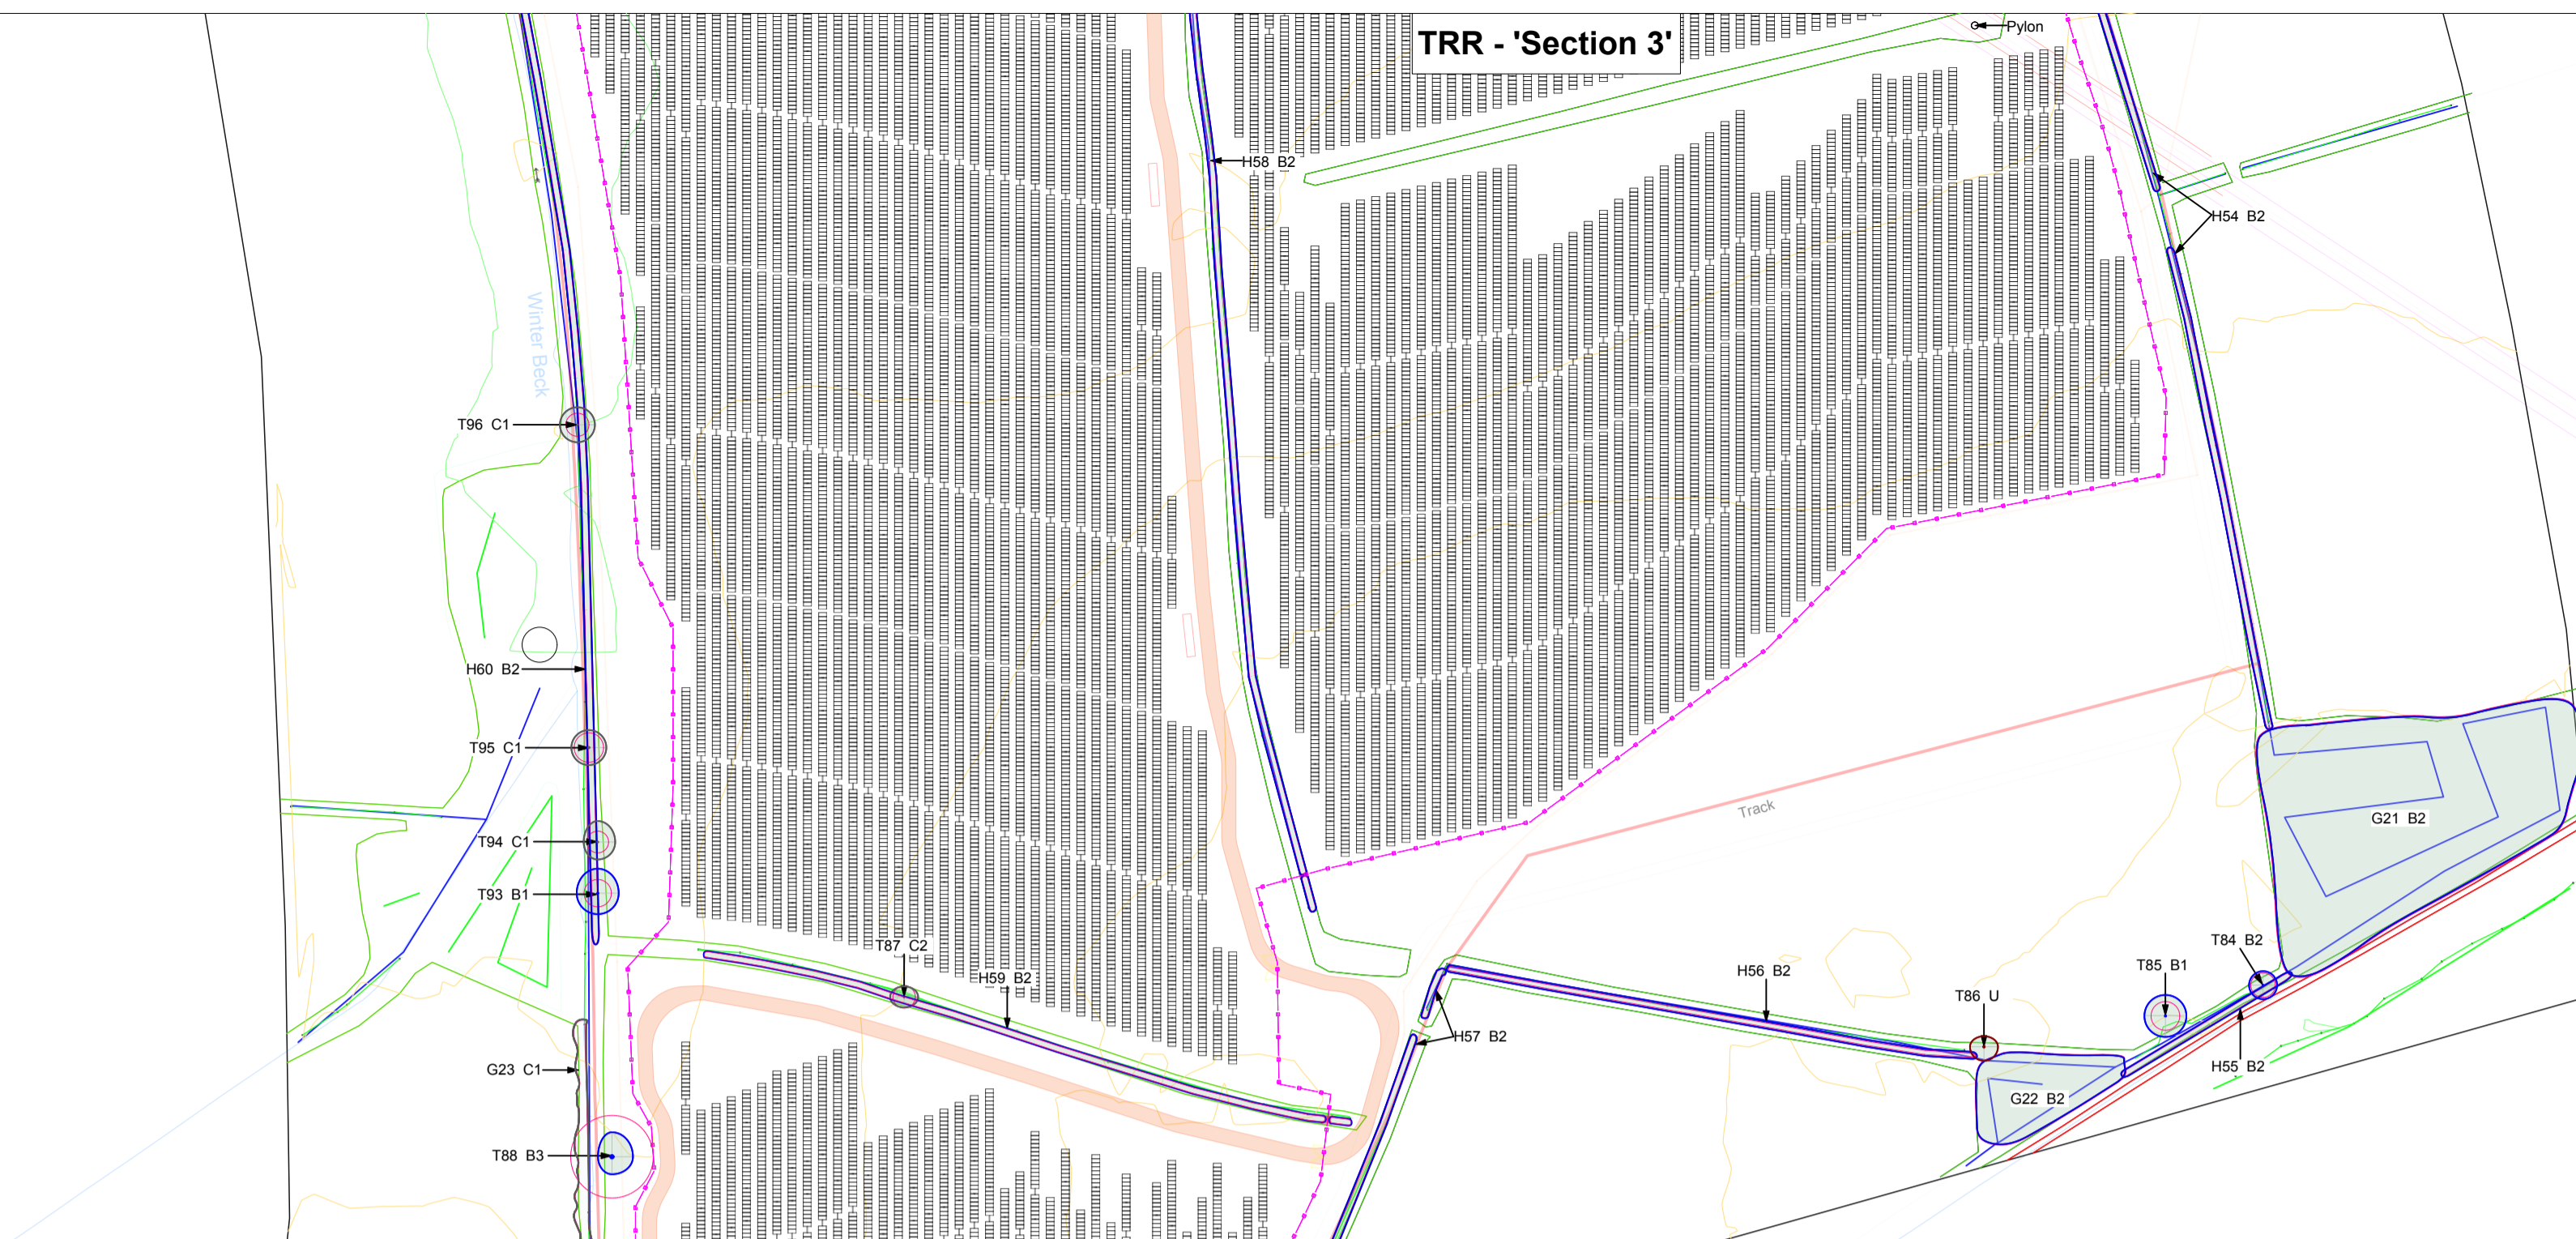 TRR - 'Section 3'
Pylon
H58 B2
H54 B2
Winter Beck
T96 C1
H60 B2
T95 C1
Track
G21 B2
T94 C1
T93 B1
T87 C2
H59 B2
T84 B2
T85 B1
H56 B2
T86 U
H57 B2
H55 B2
G23 C1
G22 B2
T88 B3